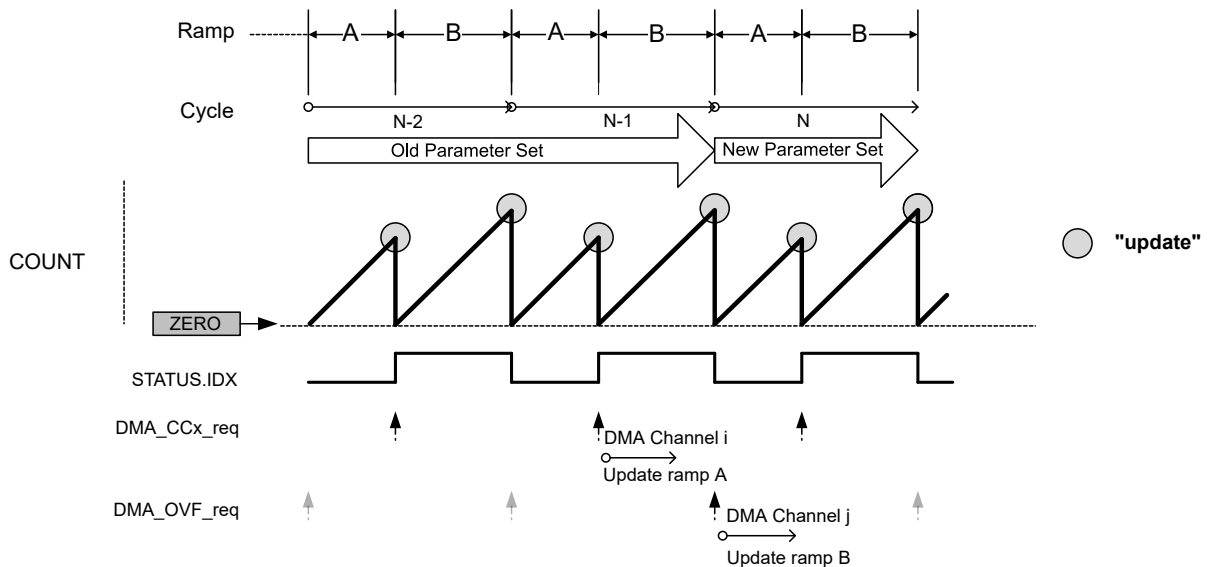 Ramp A B A B A B
Cycle
N-2 N-1 N
Old Parameter Set New Parameter Set
"update"
COUNT
ZERO
STATUS.IDX
DMA_CCx_req
DMA Channel i
Update ramp A
DMA_OVF_req
DMA Channel j
Update ramp B